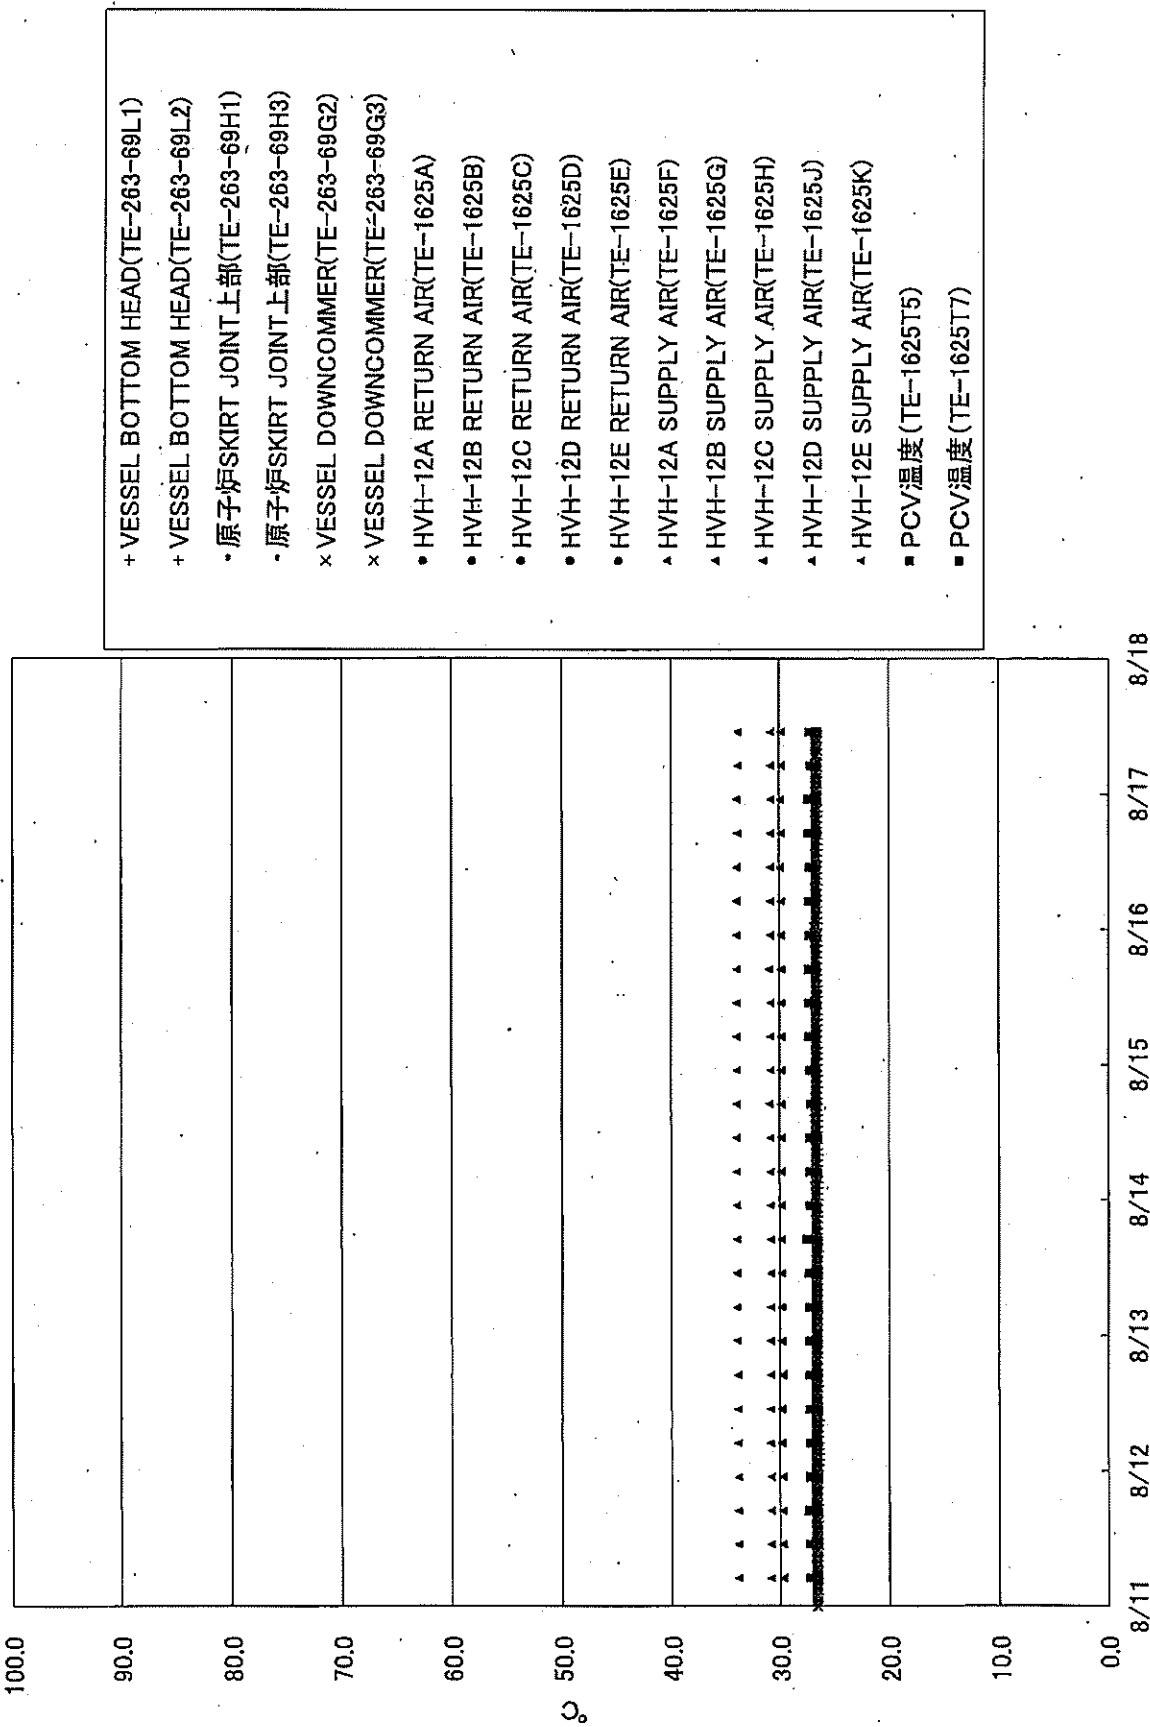 ℃
100.0
90.0
80.0
70.0
60.0
50.0
40.0
30.0
20.0
10.0
0.0
8/11
8/12
8/13
8/14
8/15
8/16
8/17
8/18
+ VESSEL BOTTOM HEAD(TE-263-69L1)
+ VESSEL BOTTOM HEAD(TE-263-69L2)
- 原子炉SKIRT JOINT上部(TE-263-69H1)
- 原子炉SKIRT JOINT上部(TE-263-69H3)
× VESSEL DOWNCOMMER(TE-263-69G2)
× VESSEL DOWNCOMMER(TE-263-69G3)
● HVH-12A RETURN AIR(TE-1625A)
● HVH-12B RETURN AIR(TE-1625B)
● HVH-12C RETURN AIR(TE-1625C)
● HVH-12D RETURN AIR(TE-1625D)
● HVH-12E RETURN AIR(TE-1625E)
▲ HVH-12A SUPPLY AIR(TE-1625F)
▲ HVH-12B SUPPLY AIR(TE-1625G)
▲ HVH-12C SUPPLY AIR(TE-1625H)
▲ HVH-12D SUPPLY AIR(TE-1625J)
▲ HVH-12E SUPPLY AIR(TE-1625K)
■ PCV温度(TE-1625T5)
■ PCV温度(TE-1625T7)